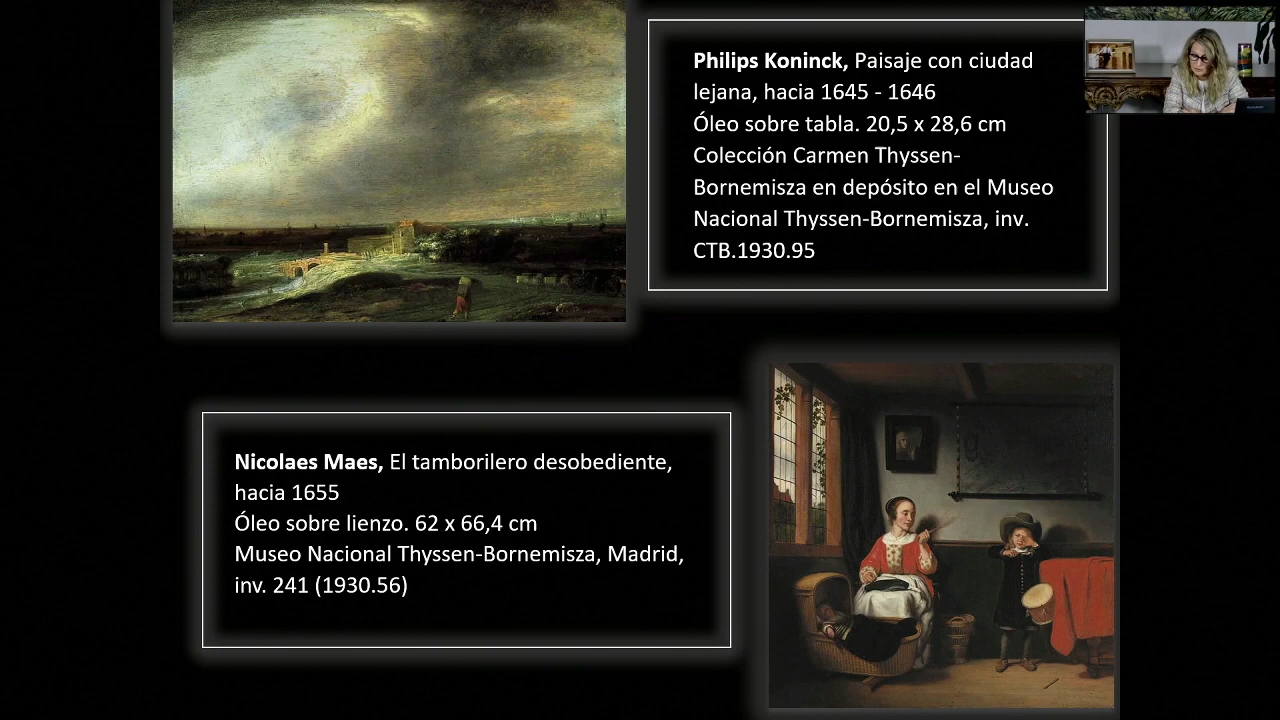 Philips Koninck, Paisaje con ciudad
lejana, hacia 1645 - 1646
Óleo sobre tabla. 20,5 x 28,6 cm
Colección Carmen Thyssen-
Bornemisza en depósito en el Museo
Nacional Thyssen-Bornemisza, inv.
CTB.1930.95
Nicolaes Maes, El tamborilero desobediente,
hacia 1655
Óleo sobre lienzo. 62 x 66,4 cm
Museo Nacional Thyssen-Bornemisza, Madrid,
inv. 241 (1930.56)